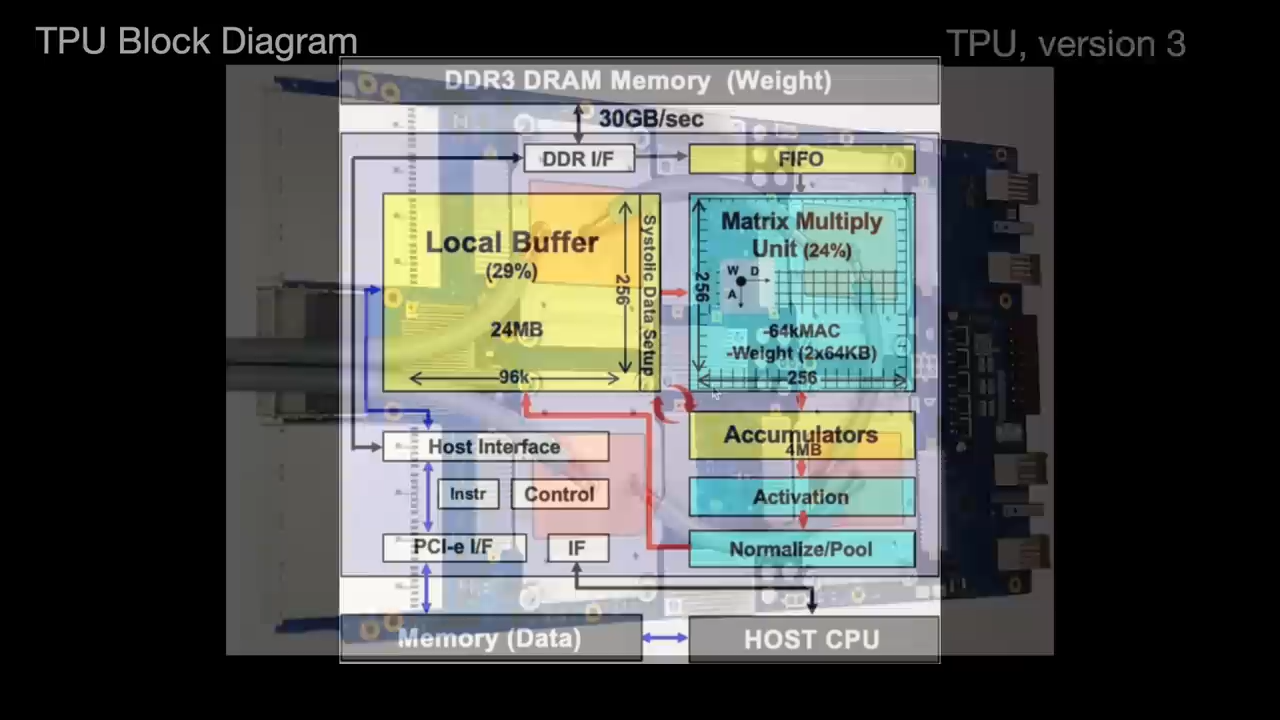 TPU Block Diagram
TPU, version 3
DDR3 DRAM Memory (Weight)
30GB/sec
DDR I/F
FIFO
Local Buffer
(29%)
24MB
256
96k
Systolic Data Setup
Matrix Multiply
Unit (24%)
256
W D
A
-64kMAC
-Weight (2x64KB)
256
Accumulators
4MB
Activation
Normalize/Pool
Host Interface
Instr
Control
PCI-e I/F
IF
Memory (Data)
HOST CPU